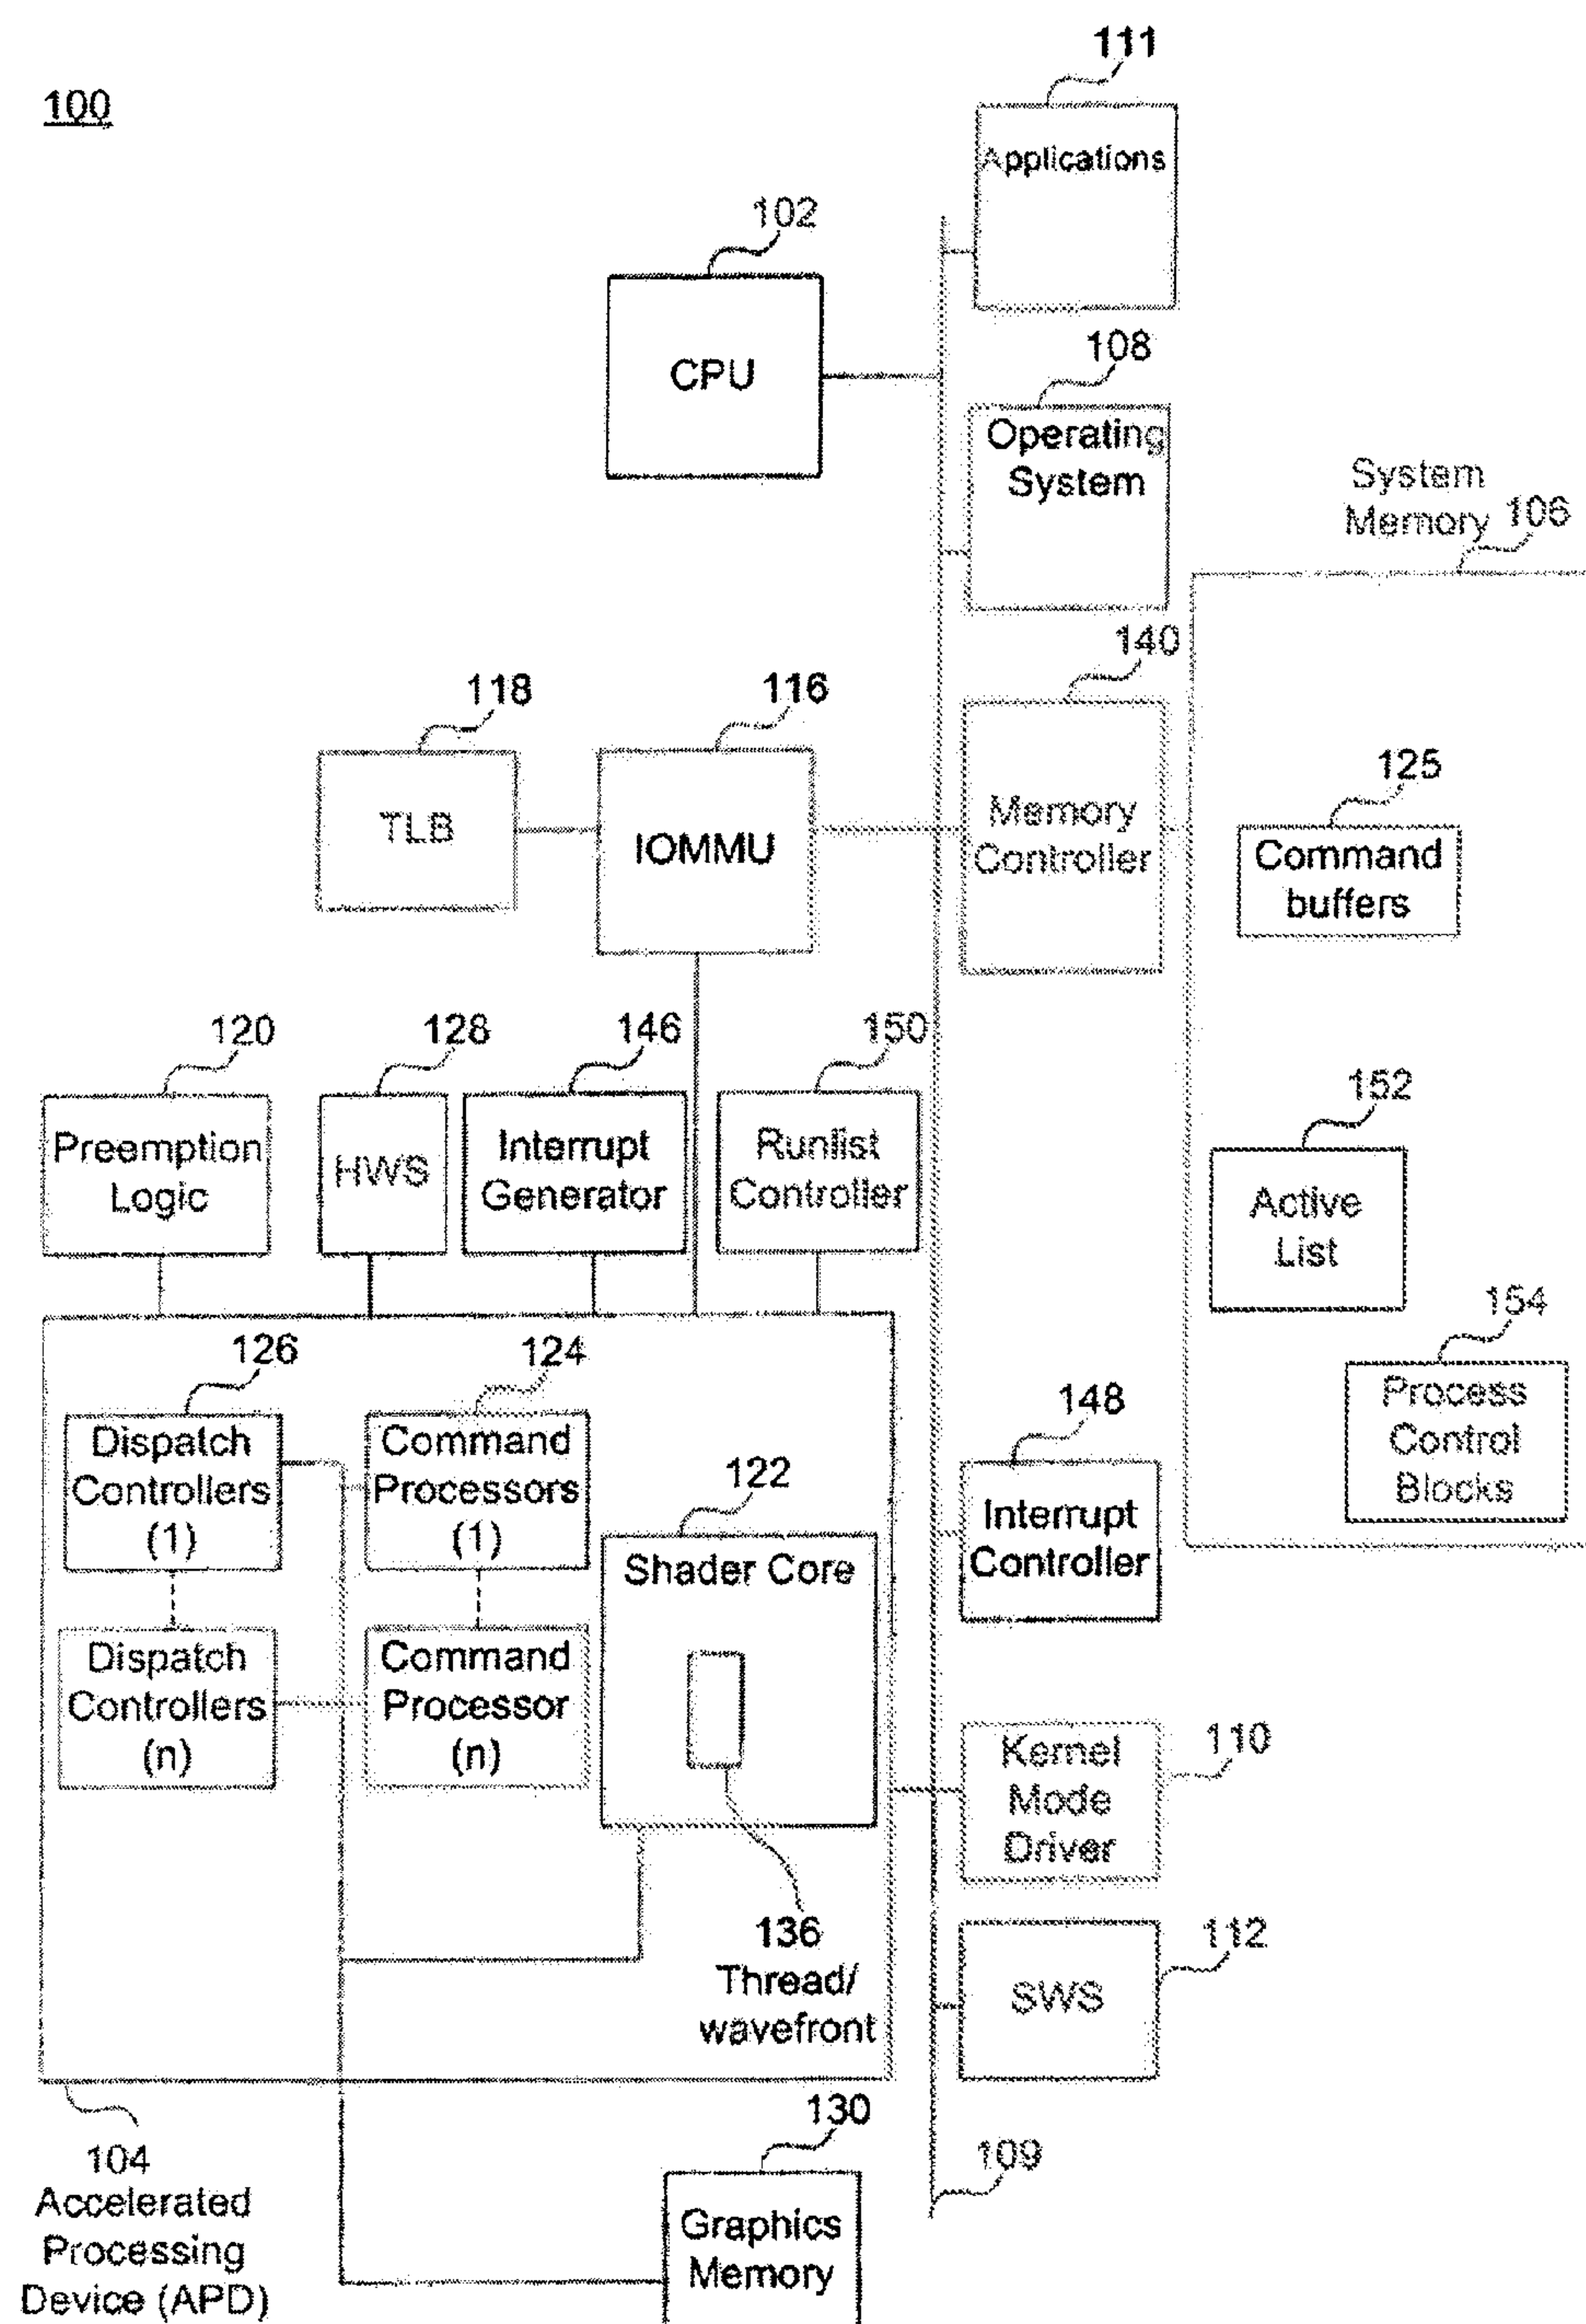 111
100
Applications
102
CPU
108
Operating
System
System
Memory 106
140
118
116
TLB
IOMMU
Memory
Controller
125
Command
buffers
120
128
146
150
Preemption
Logic
HWS
Interrupt
Generator
Runlist
Controller
152
Active
List
154
Process
Control
Blocks
126
124
Dispatch
Controllers
(1)
Command
Processors
(1)
122
Shader Core
148
Interrupt
Controller
Dispatch
Controllers
(n)
Command
Processor
(n)
Kernel
Mode
Driver
110
136
Thread/
wavefront
SWS
112
104
Accelerated
Processing
Device (APD)
130
Graphics
Memory
109